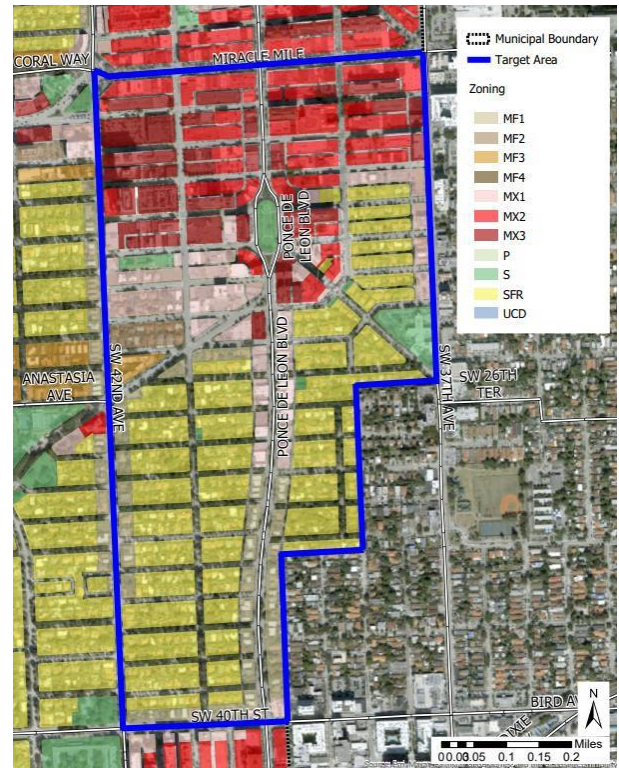 CORAL WAY
MIRACLE MILE
PONCE DE
LEON BLVD
PONCE DE LEON BLVD
SW 42ND AVE
SW 37TH AVE
ANASTASIA
AVE
SW 26TH
TER
SW 40TH ST
BIRD AV
DIXIE
Municipal Boundary
Target Area
Zoning
MF1
MF2
MF3
MF4
MX1
MX2
MX3
P
S
SFR
UCD
N
Miles
0 0.03 0.05 0.1 0.15 0.2